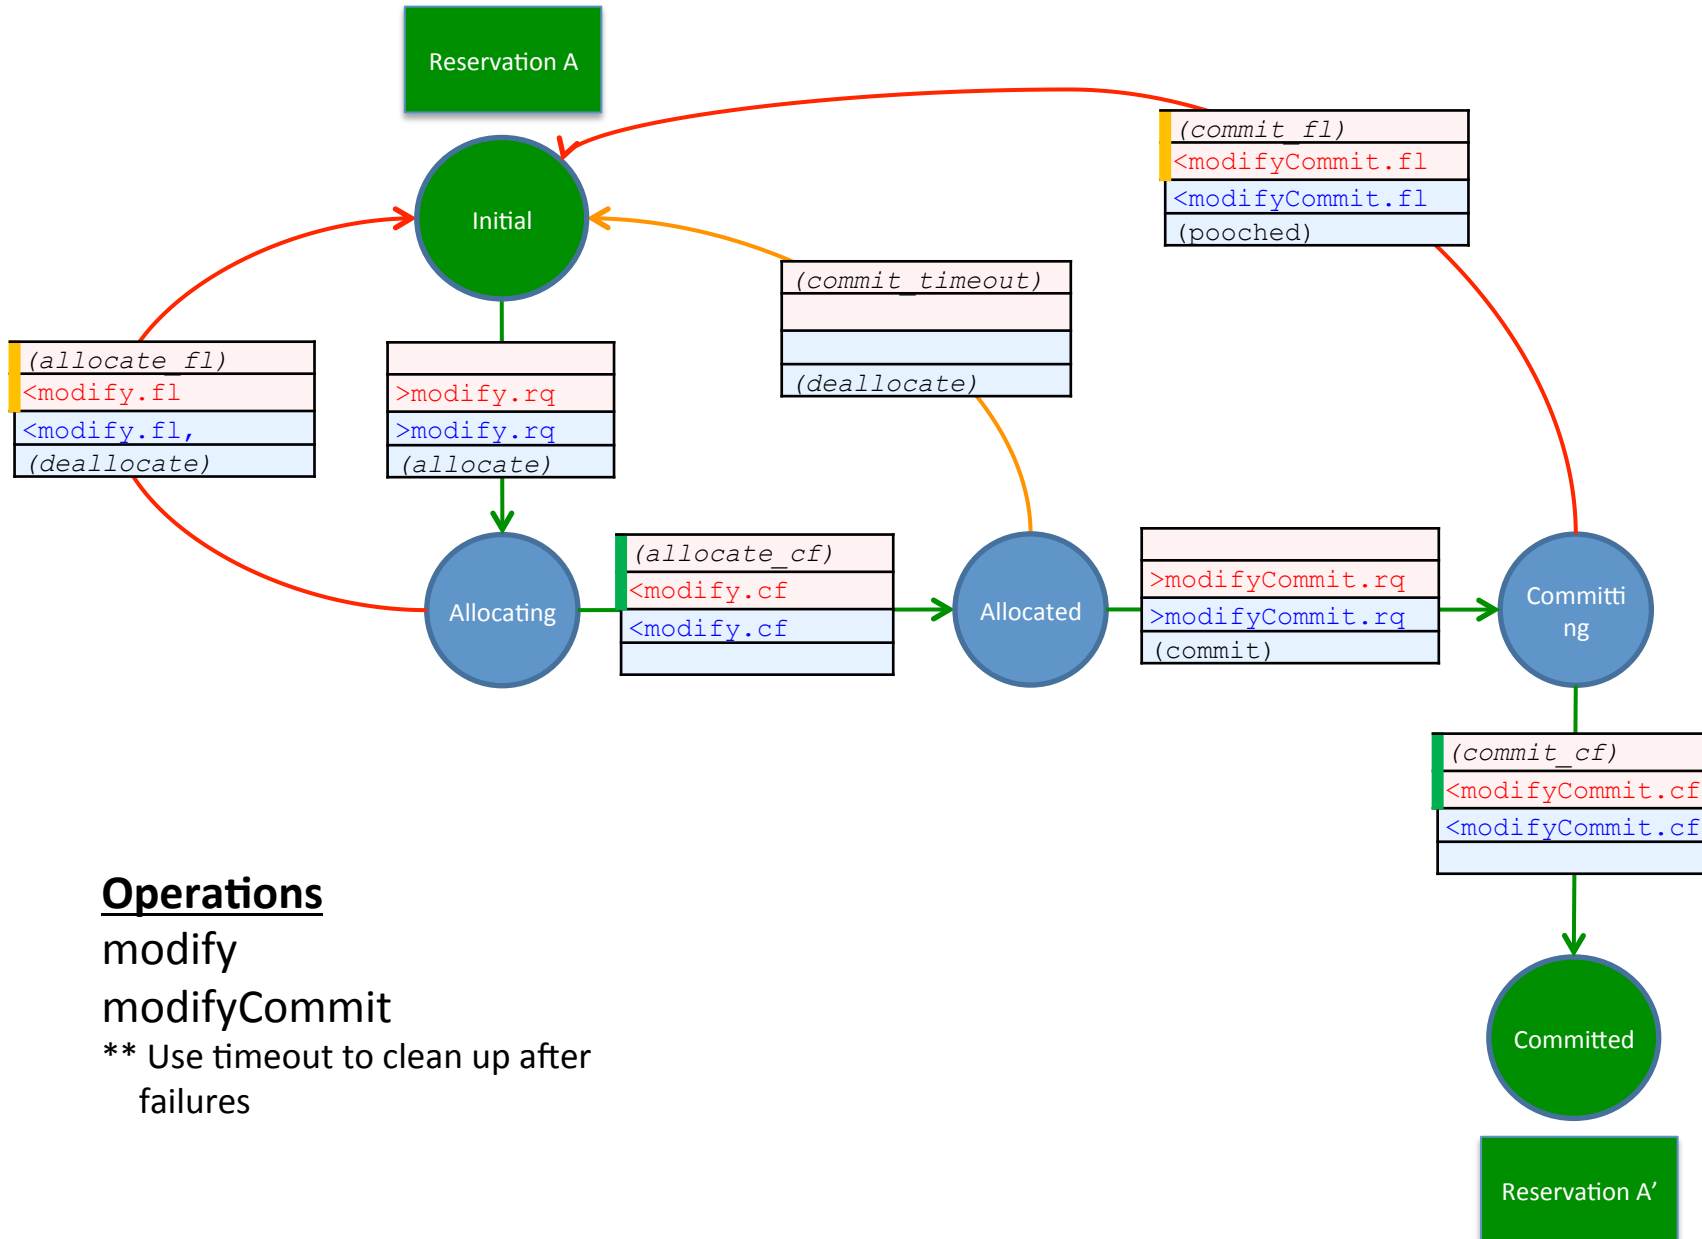 Reservation A
(commit_fl)
<modifyCommit.fl
<modifyCommit.fl
(pooched)
Initial
(commit_timeout)
(deallocate)
(allocate_fl)
<modify.fl
<modify.fl,
(deallocate)
>modify.rq
>modify.rq
(allocate)
Allocating
(allocate_cf)
<modify.cf
<modify.cf
Allocated
>modifyCommit.rq
>modifyCommit.rq
(commit)
Committi
ng
(commit_cf)
<modifyCommit.cf
<modifyCommit.cf
Operations
modify
modifyCommit
** Use timeout to clean up after
failures
Committed
Reservation A’